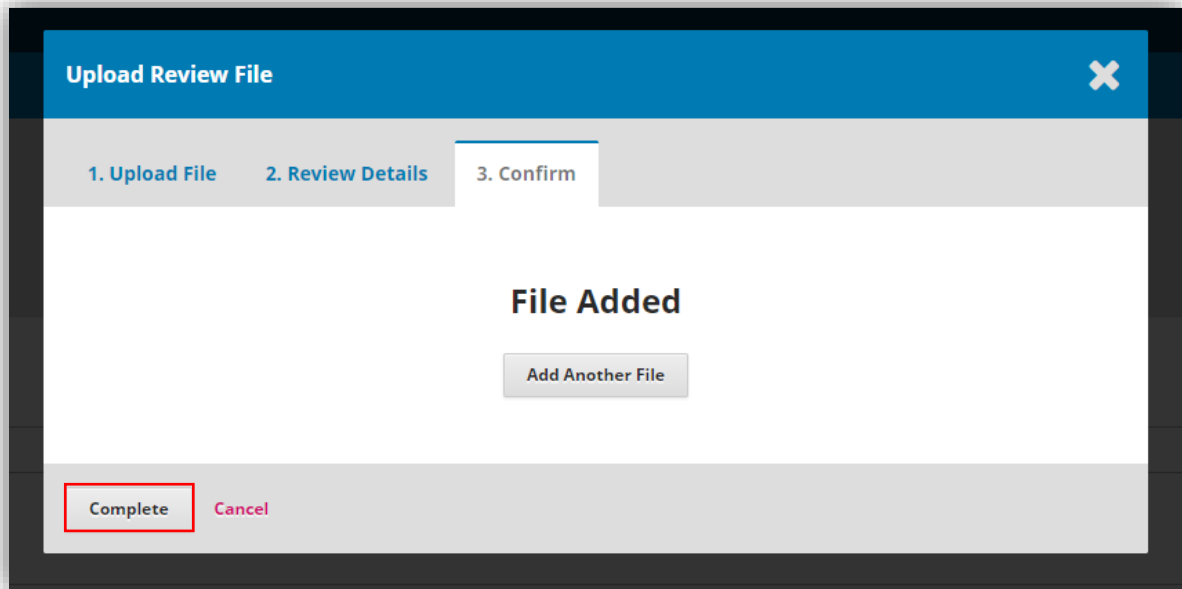 Upload Review File
1. Upload File 2. Review Details 3. Confirm
File Added
Add Another File
Complete Cancel